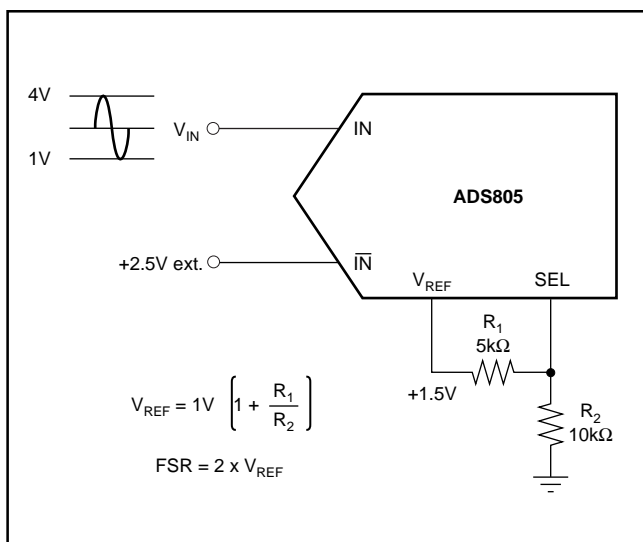 4V
V_IN
IN
1V
ADS805
+2.5V ext.
I̅N̅
V_REF
SEL
R_1
5kΩ
+1.5V
R_2
10kΩ
V_REF = 1V (1 + R_1/R_2)
FSR = 2 x V_REF